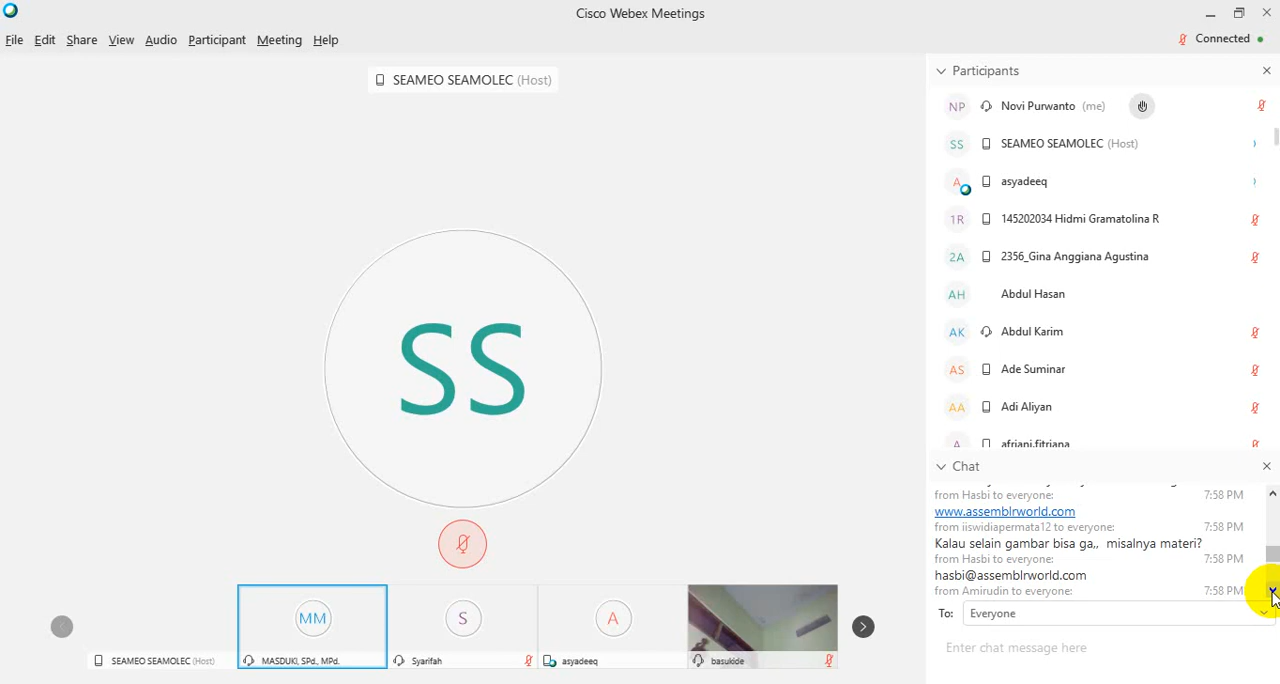 Cisco Webex Meetings
File Edit Share View Audio Participant Meeting Help
Connected
SEAMEO SEAMOLEC (Host)
SS
MM
MASDUKI, SPd., MPd.
S
Syarifah
A
asyadeeq
basukide
SEAMEO SEAMOLEC (Host)
Participants
NP Novi Purwanto (me)
SS SEAMEO SEAMOLEC (Host)
A asyadeeq
1R 145202034 Hidmi Gramatolina R
2A 2356_Gina Anggiana Agustina
AH Abdul Hasan
AK Abdul Karim
AS Ade Suminar
AA Adi Aliyan
A afriani.fitriana
Chat
from Hasbi to everyone: 7:58 PM
www.assemblrworld.com
from iiswidiapermata12 to everyone: 7:58 PM
Kalau selain gambar bisa ga,, misalnya materi?
from Hasbi to everyone: 7:58 PM
hasbi@assemblrworld.com
from Amirudin to everyone: 7:58 PM
To: Everyone
Enter chat message here